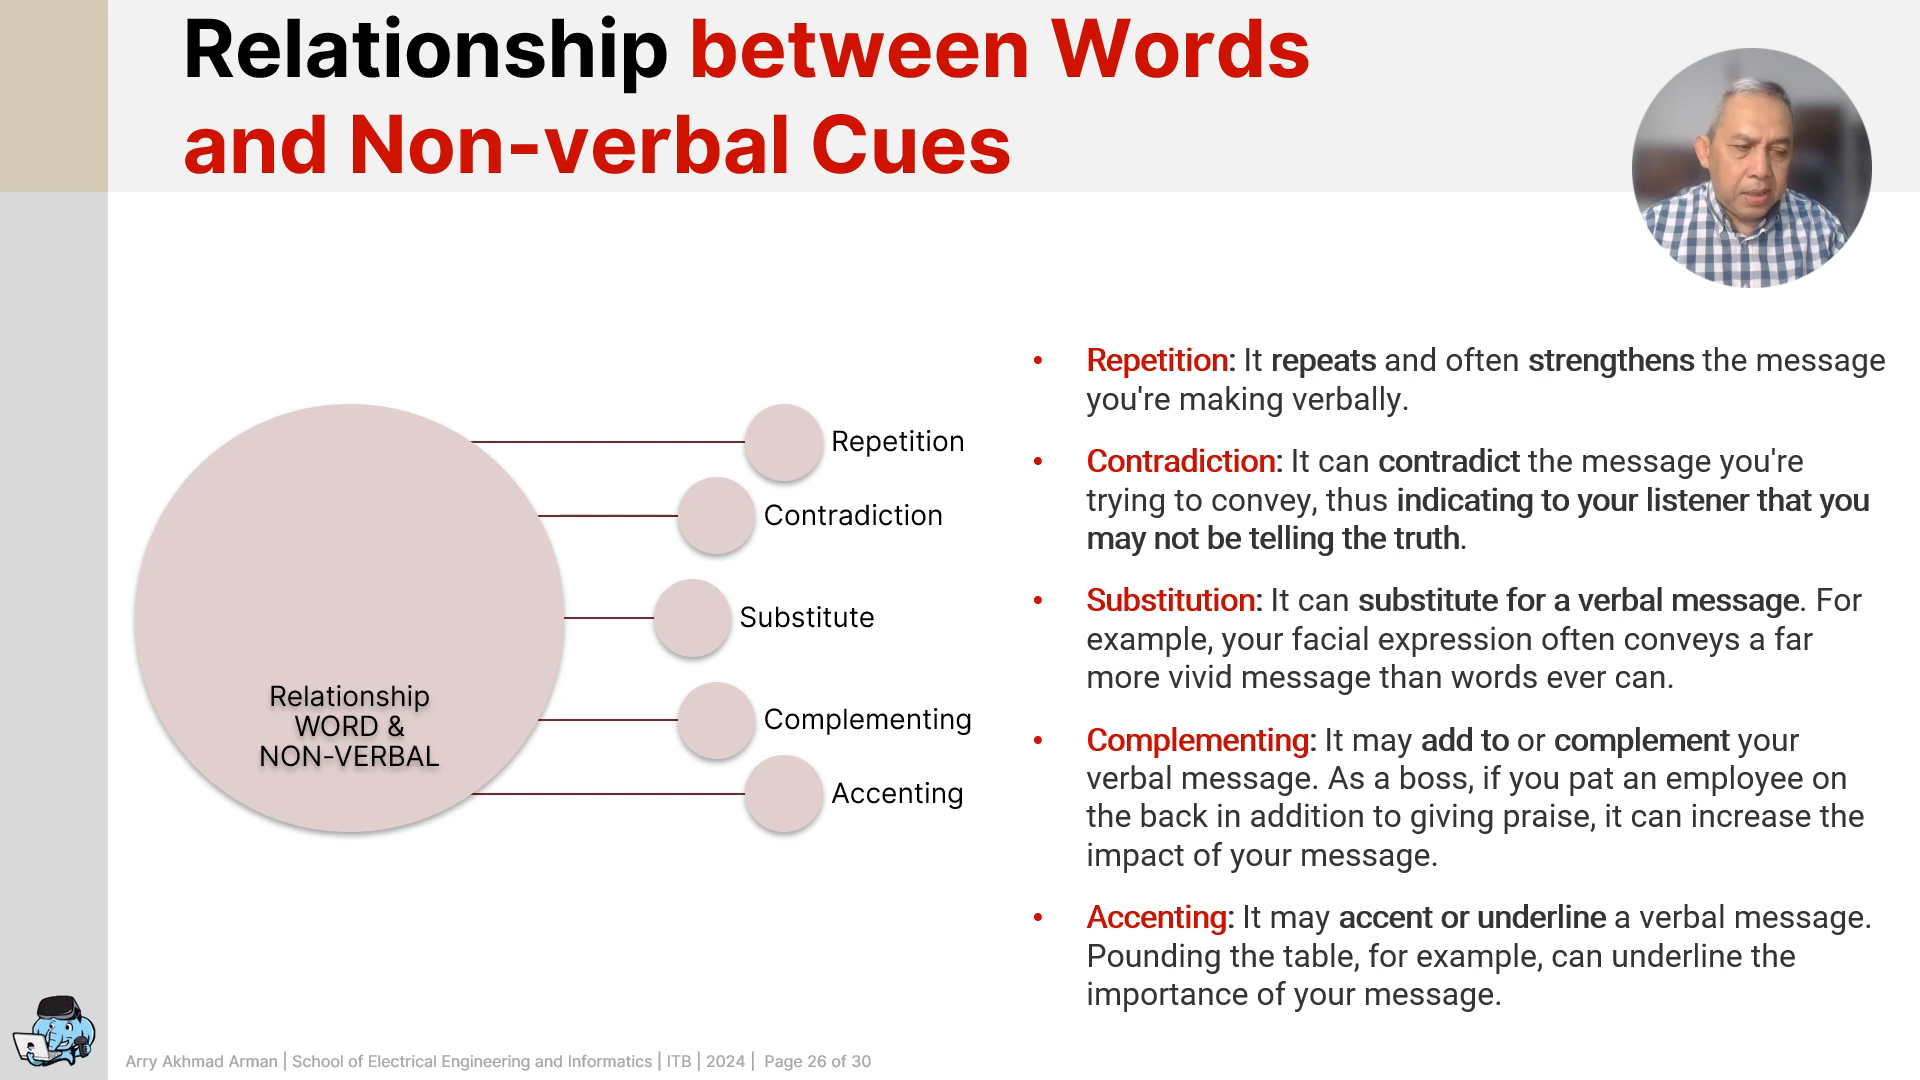 Relationship between Words
and Non-verbal Cues
Relationship
WORD &
NON-VERBAL
Repetition
Contradiction
Substitute
Complementing
Accenting
• Repetition: It repeats and often strengthens the message
you're making verbally.
• Contradiction: It can contradict the message you're
trying to convey, thus indicating to your listener that you
may not be telling the truth.
• Substitution: It can substitute for a verbal message. For
example, your facial expression often conveys a far
more vivid message than words ever can.
• Complementing: It may add to or complement your
verbal message. As a boss, if you pat an employee on
the back in addition to giving praise, it can increase the
impact of your message.
• Accenting: It may accent or underline a verbal message.
Pounding the table, for example, can underline the
importance of your message.
Arry Akhmad Arman | School of Electrical Engineering and Informatics | ITB | 2024 | Page 26 of 30